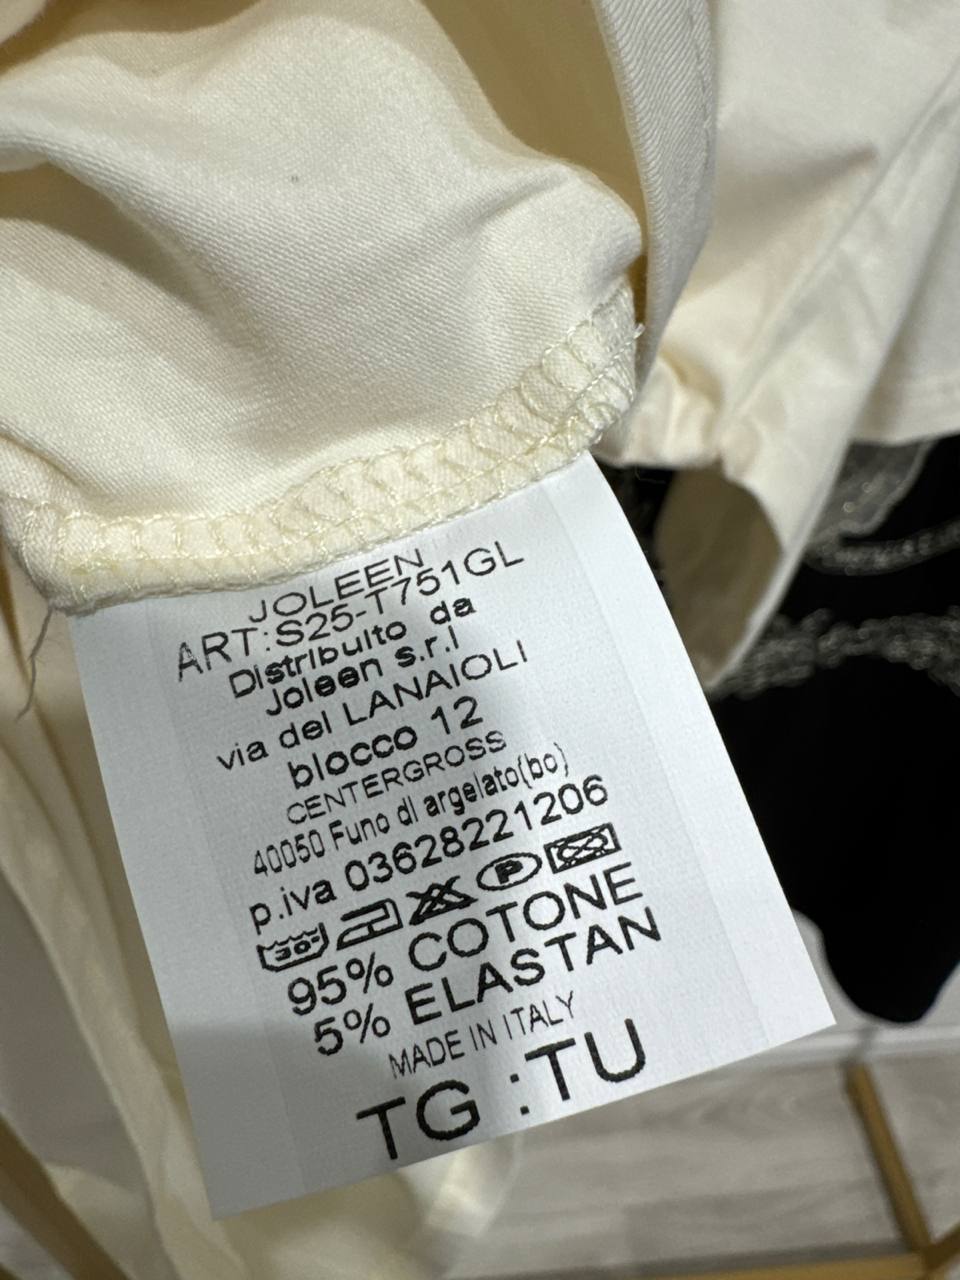 JOLEEN
ART:S25-T751GL
Distribuito da
Joleen s.r.l
via del LANAIOLI
blocco 12
CENTERGROSS
40050 Funo di argelato(bo)
p.iva 03628221206
30° P
95% COTONE
5% ELASTAN
MADE IN ITALY
TG :TU